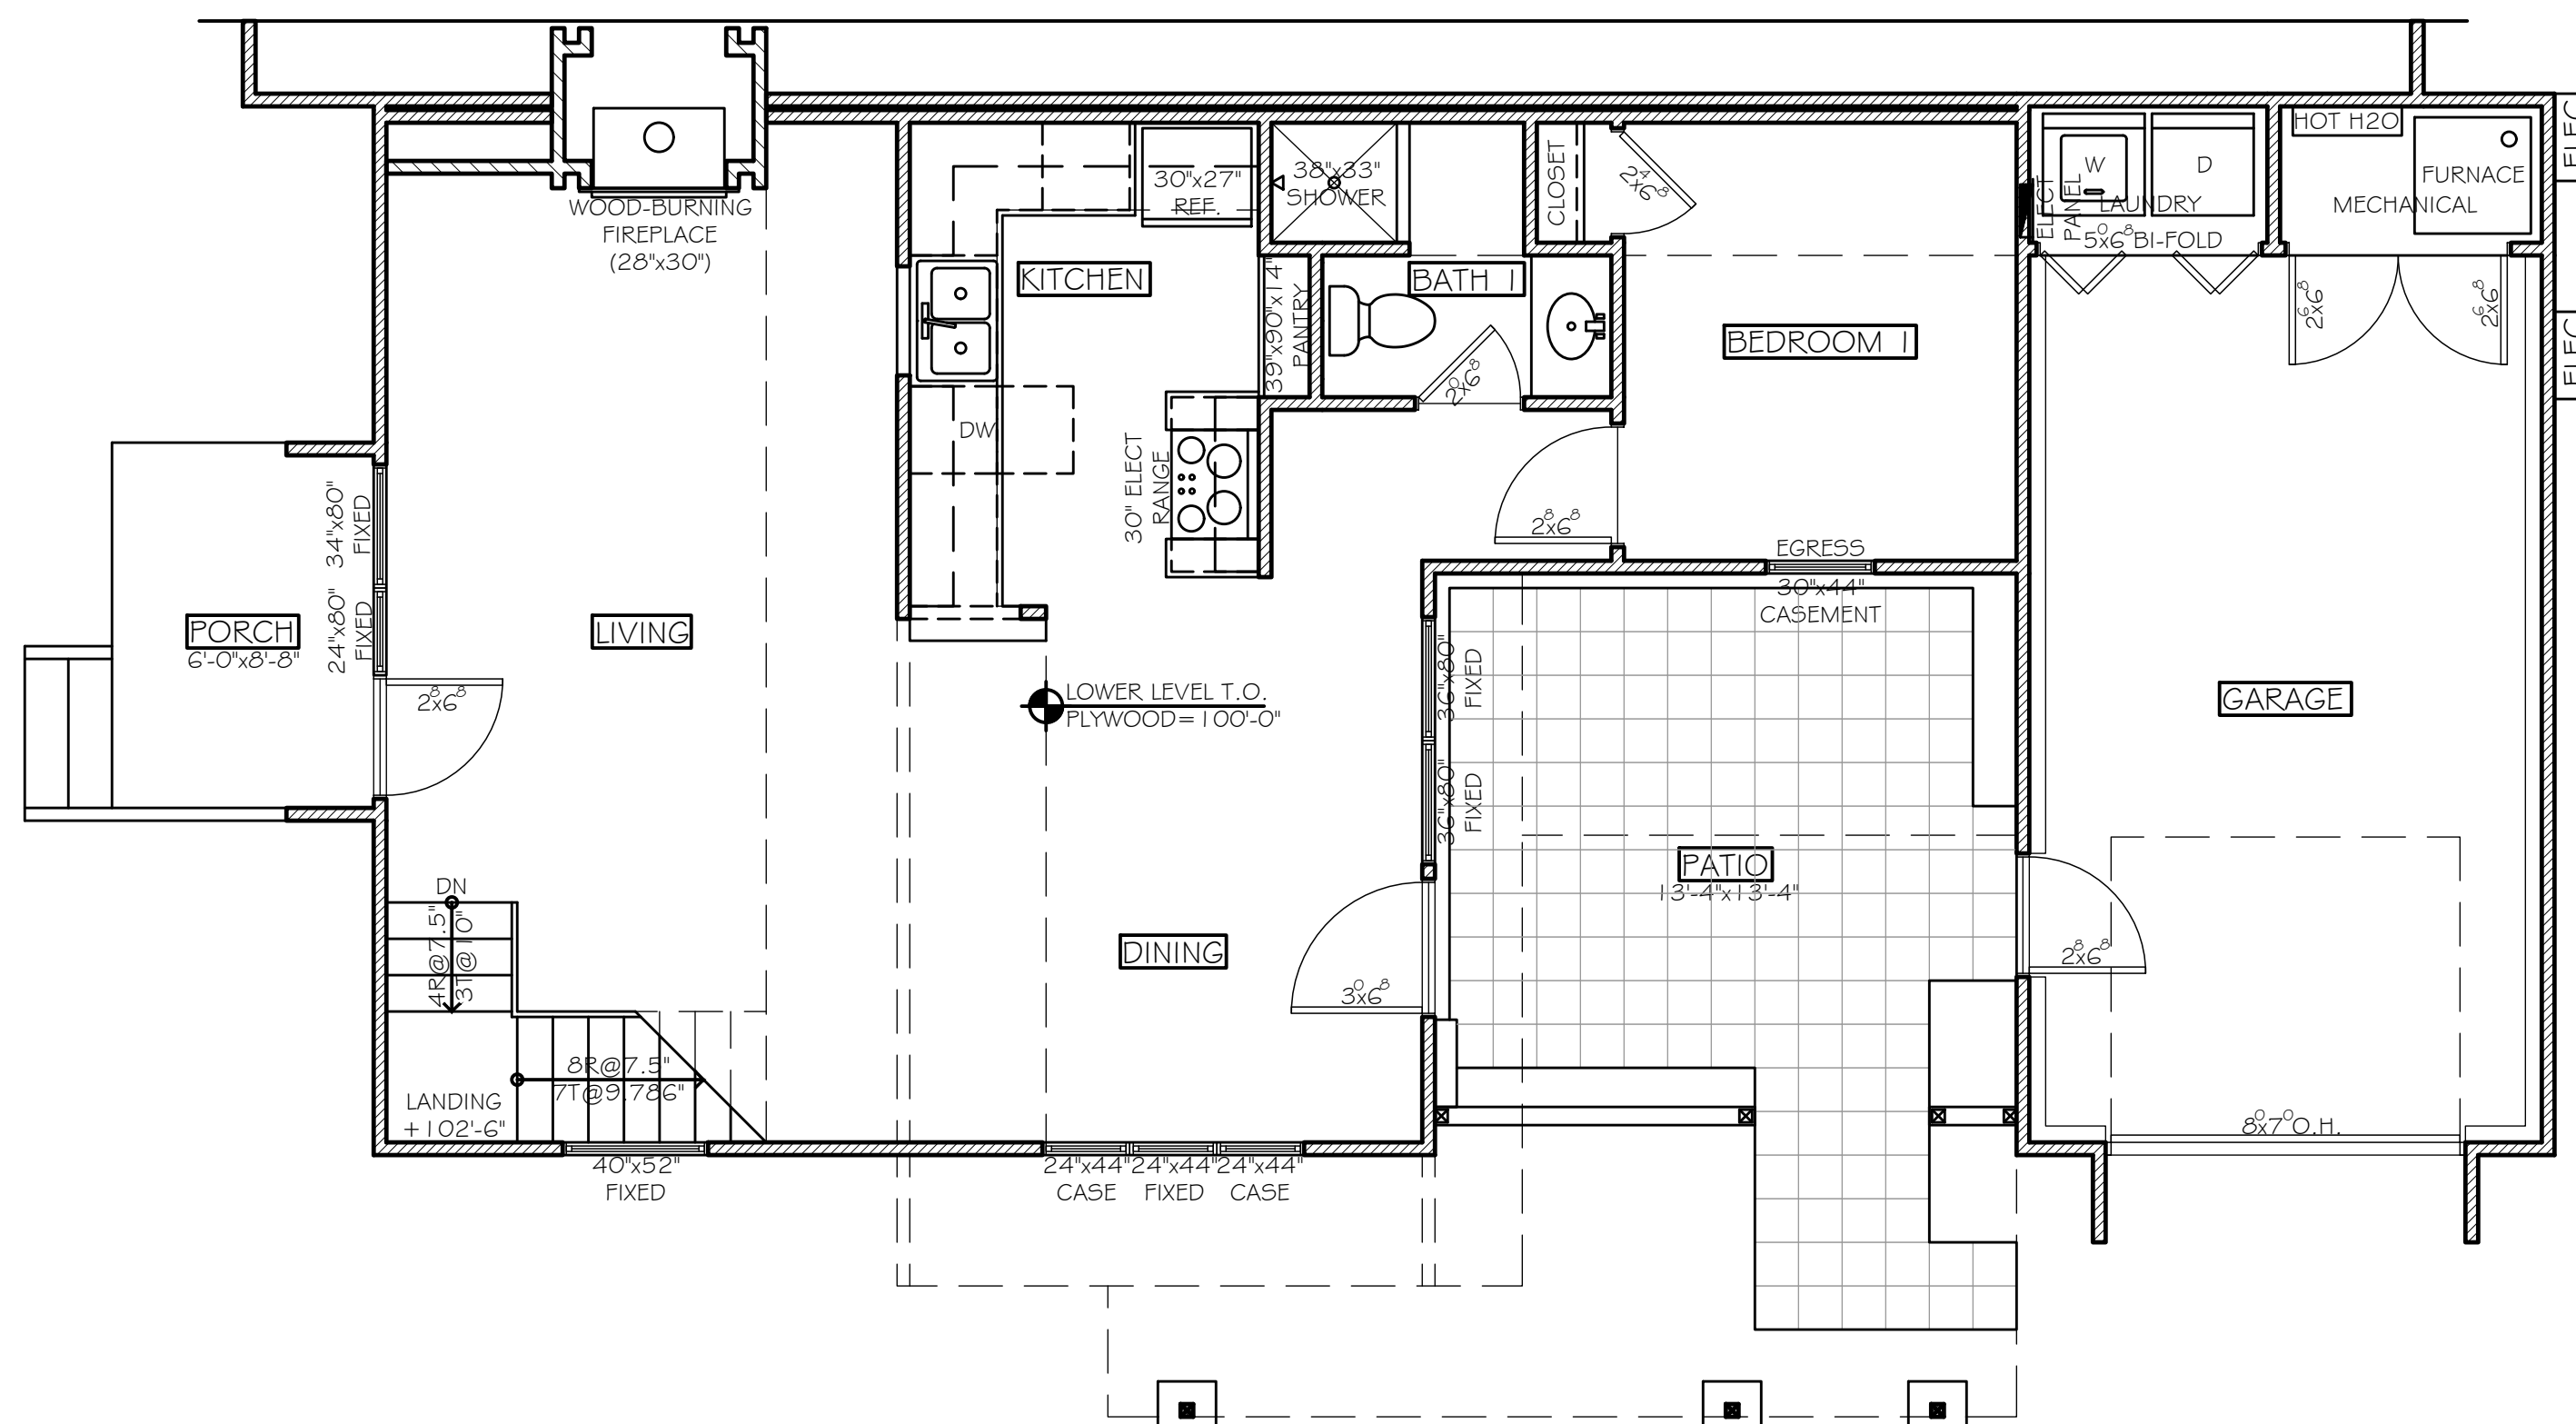 WOOD-BURNING
FIREPLACE
(28"x30")
30"x27"
REF.
38"x33"
SHOWER
CLOSET
2⁴x6⁸
ELECT
PANEL
W
D
LAUNDRY
5⁰x6⁸ BI-FOLD
HOT H2O
FURNACE
MECHANICAL
2⁶x6⁸
2⁶x6⁸
KITCHEN
39"x90"x14"
PANTRY
BATH 1
2⁰x6⁸
BEDROOM 1
DW
30" ELECT
RANGE
2⁸x6⁸
EGRESS
30"x44"
CASEMENT
34"x80"
FIXED
24"x80"
FIXED
PORCH
6'-0"x8'-8"
LIVING
2⁸x6⁸
LOWER LEVEL T.O.
PLYWOOD=100'-0"
36"x80"
FIXED
36"x80"
FIXED
GARAGE
PATIO
13'-4"x13'-4"
DN
4R@7.5"
3T@10"
DINING
3⁰x6⁸
2⁸x6⁸
8R@7.5"
7T@9.786"
LANDING
+102'-6"
8⁰x7⁰ O.H.
40"x52"
FIXED
24"x44"
CASE
24"x44"
FIXED
24"x44"
CASE